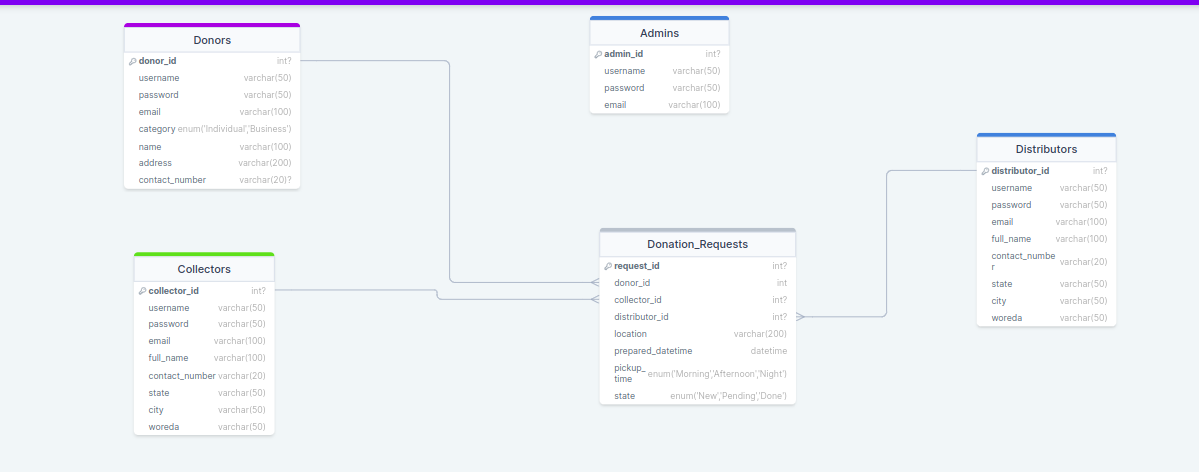 Donors
donor_id int?
username varchar(50)
password varchar(50)
email varchar(100)
category enum('Individual','Business')
name varchar(100)
address varchar(200)
contact_number varchar(20)?
Admins
admin_id int?
username varchar(50)
password varchar(50)
email varchar(100)
Distributors
distributor_id int?
username varchar(50)
password varchar(50)
email varchar(100)
full_name varchar(100)
contact_numbe
r varchar(20)
state varchar(50)
city varchar(50)
woreda varchar(50)
Collectors
collector_id int?
username varchar(50)
password varchar(50)
email varchar(100)
full_name varchar(100)
contact_number varchar(20)
state varchar(50)
city varchar(50)
woreda varchar(50)
Donation_Requests
request_id int?
donor_id int
collector_id int?
distributor_id int?
location varchar(200)
prepared_datetime datetime
pickup_
time enum('Morning','Afternoon','Night')
state enum('New','Pending','Done')